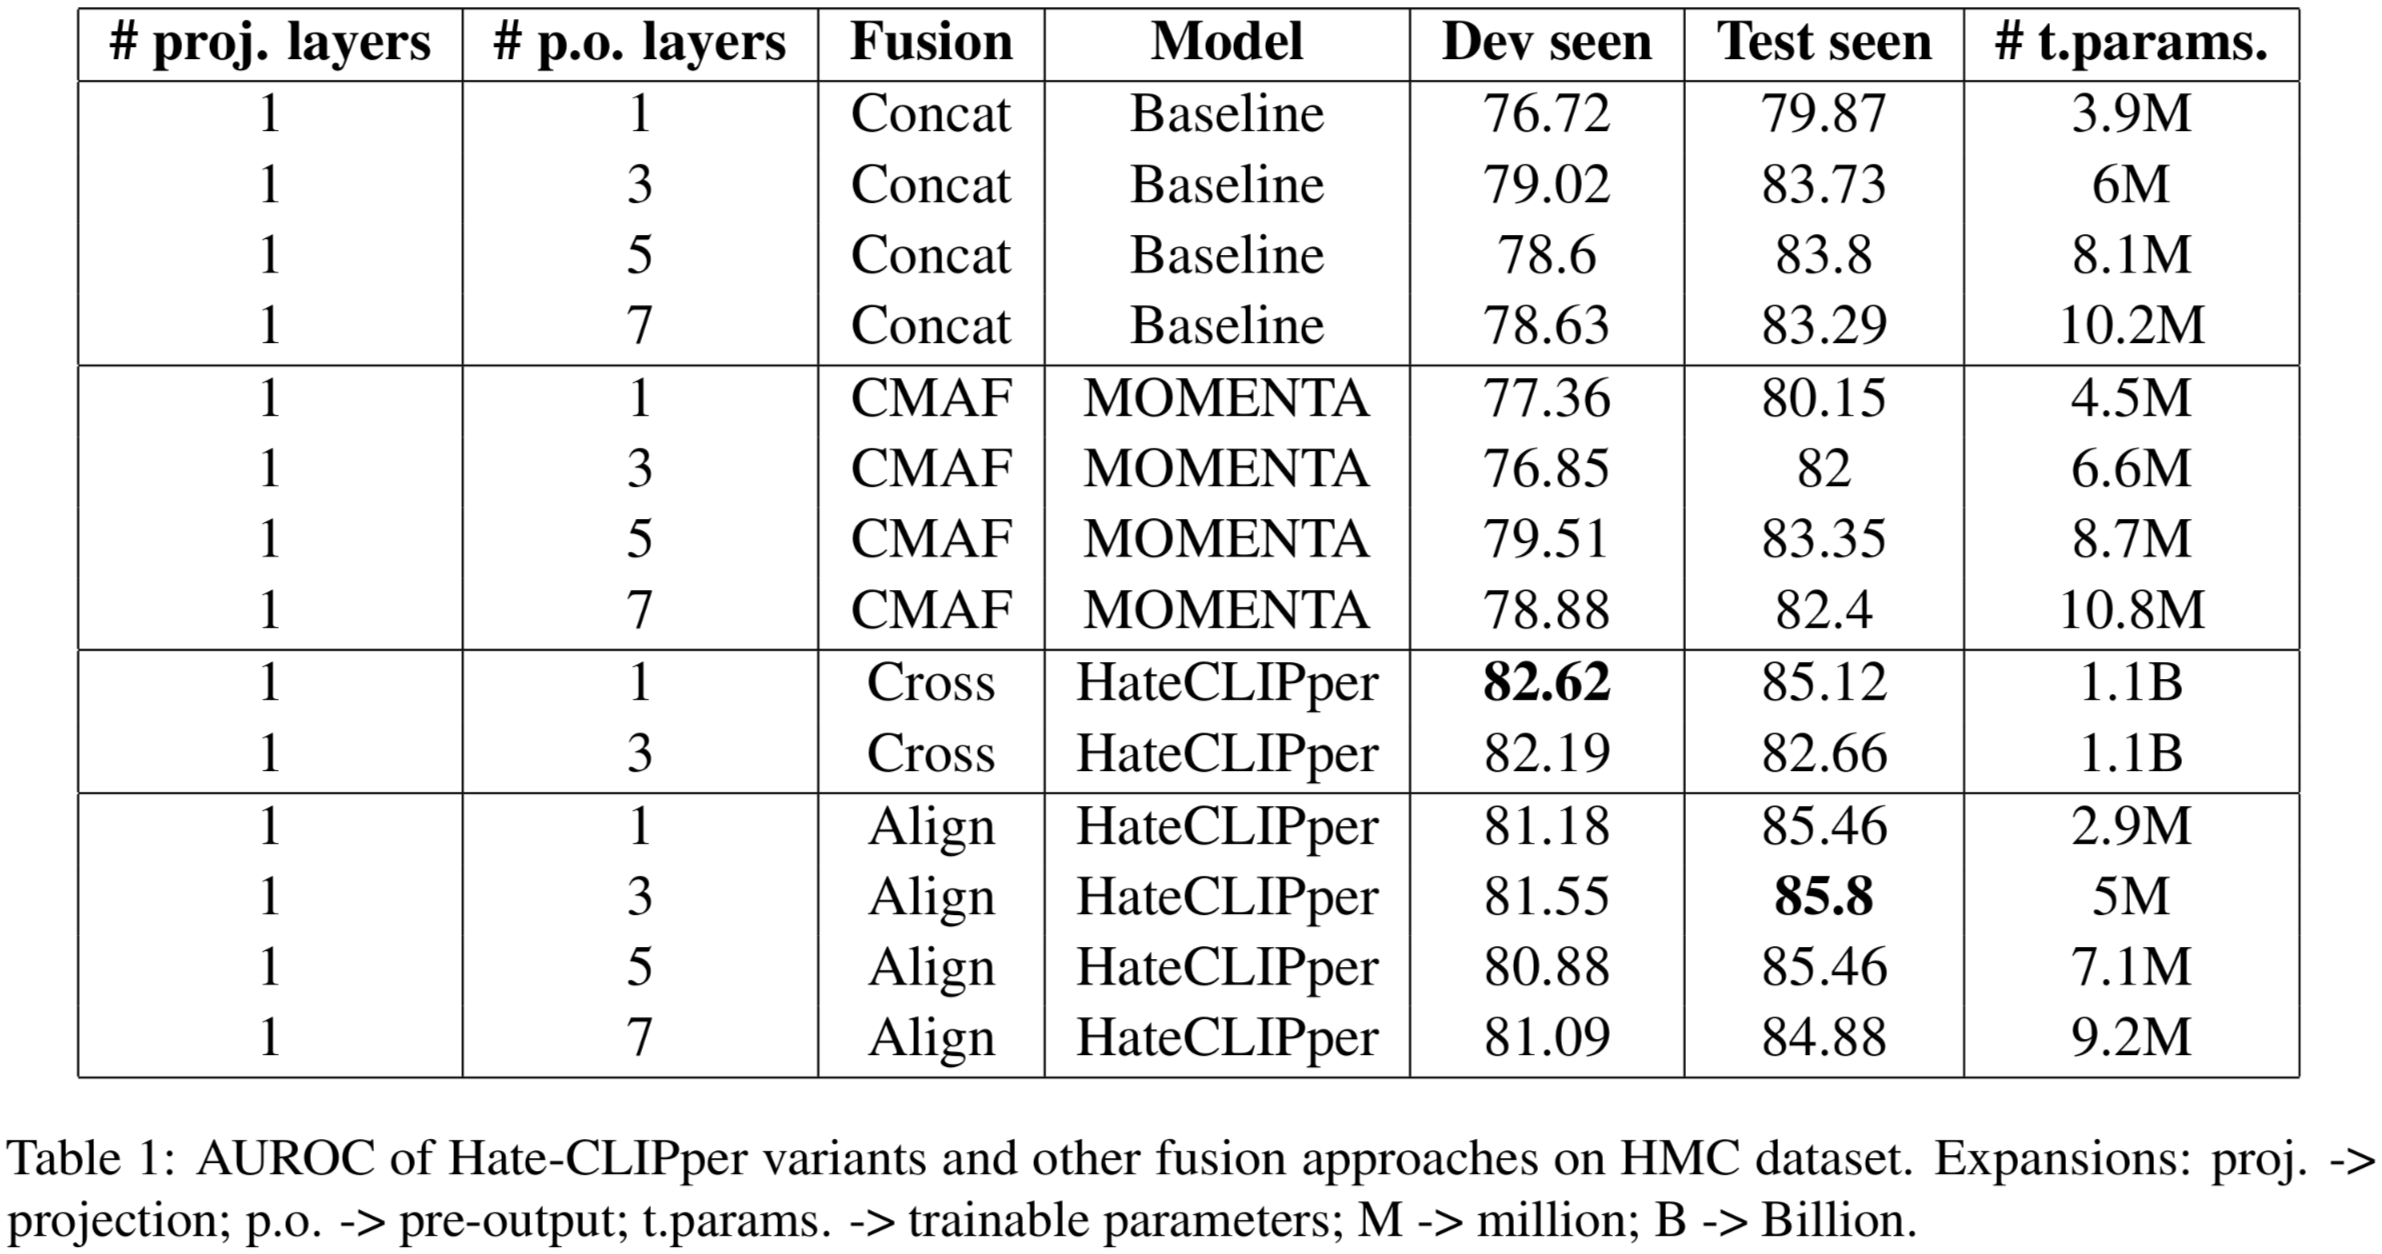 # proj. layers # p.o. layers Fusion Model Dev seen Test seen # t.params.
1 1 Concat Baseline 76.72 79.87 3.9M
1 3 Concat Baseline 79.02 83.73 6M
1 5 Concat Baseline 78.6 83.8 8.1M
1 7 Concat Baseline 78.63 83.29 10.2M
1 1 CMAF MOMENTA 77.36 80.15 4.5M
1 3 CMAF MOMENTA 76.85 82 6.6M
1 5 CMAF MOMENTA 79.51 83.35 8.7M
1 7 CMAF MOMENTA 78.88 82.4 10.8M
1 1 Cross HateCLIPper 82.62 85.12 1.1B
1 3 Cross HateCLIPper 82.19 82.66 1.1B
1 1 Align HateCLIPper 81.18 85.46 2.9M
1 3 Align HateCLIPper 81.55 85.8 5M
1 5 Align HateCLIPper 80.88 85.46 7.1M
1 7 Align HateCLIPper 81.09 84.88 9.2M
Table 1: AUROC of Hate-CLIPper variants and other fusion approaches on HMC dataset. Expansions: proj. ->
projection; p.o. -> pre-output; t.params. -> trainable parameters; M -> million; B -> Billion.